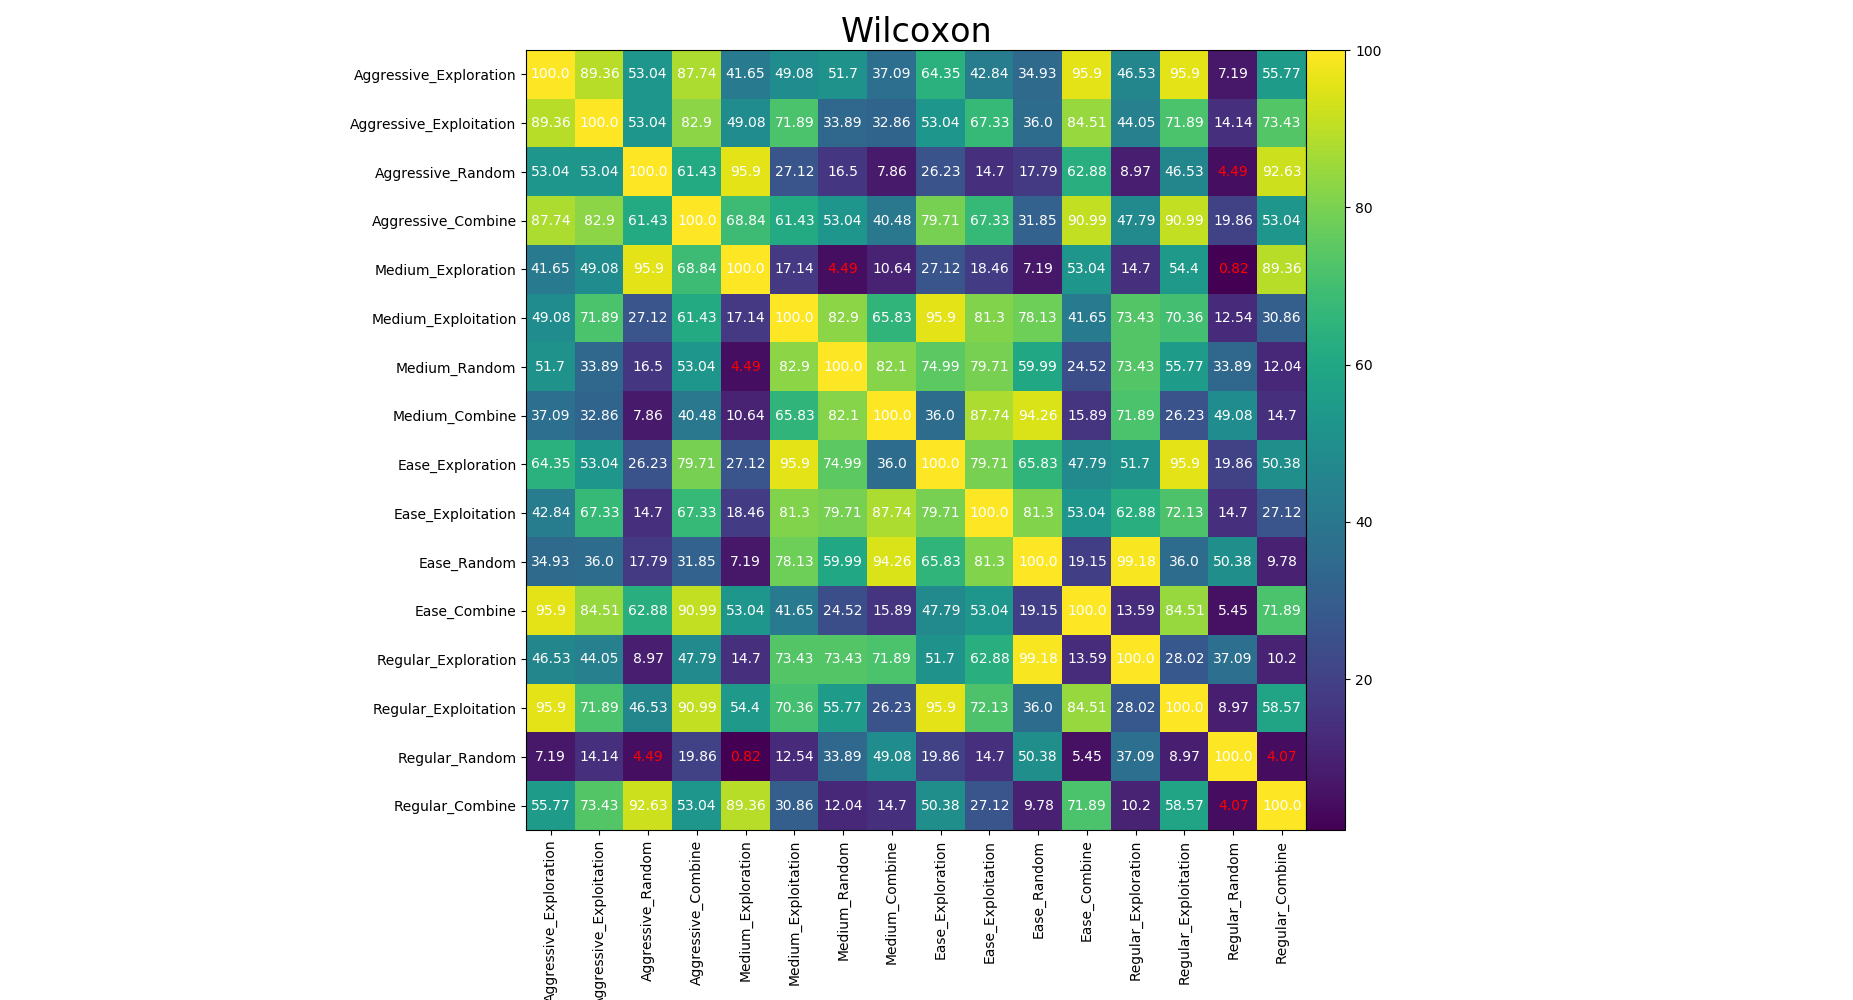 Wilcoxon
Aggressive_Exploration 100.0 89.36 53.04 87.74 41.65 49.08 51.7 37.09 64.35 42.84 34.93 95.9 46.53 95.9 7.19 55.77
Aggressive_Exploitation 89.36 100.0 53.04 82.9 49.08 71.89 33.89 32.86 53.04 67.33 36.0 84.51 44.05 71.89 14.14 73.43
Aggressive_Random 53.04 53.04 100.0 61.43 95.9 27.12 16.5 7.86 26.23 14.7 17.79 62.88 8.97 46.53 4.49 92.63
Aggressive_Combine 87.74 82.9 61.43 100.0 68.84 61.43 53.04 40.48 79.71 67.33 31.85 90.99 47.79 90.99 19.86 53.04
Medium_Exploration 41.65 49.08 95.9 68.84 100.0 17.14 4.49 10.64 27.12 18.46 7.19 53.04 14.7 54.4 0.82 89.36
Medium_Exploitation 49.08 71.89 27.12 61.43 17.14 100.0 82.9 65.83 95.9 81.3 78.13 41.65 73.43 70.36 12.54 30.86
Medium_Random 51.7 33.89 16.5 53.04 4.49 82.9 100.0 82.1 74.99 79.71 59.99 24.52 73.43 55.77 33.89 12.04
Medium_Combine 37.09 32.86 7.86 40.48 10.64 65.83 82.1 100.0 36.0 87.74 94.26 15.89 71.89 26.23 49.08 14.7
Ease_Exploration 64.35 53.04 26.23 79.71 27.12 95.9 74.99 36.0 100.0 79.71 65.83 47.79 51.7 95.9 19.86 50.38
Ease_Exploitation 42.84 67.33 14.7 67.33 18.46 81.3 79.71 87.74 79.71 100.0 81.3 53.04 62.88 72.13 14.7 27.12
Ease_Random 34.93 36.0 17.79 31.85 7.19 78.13 59.99 94.26 65.83 81.3 100.0 19.15 99.18 36.0 50.38 9.78
Ease_Combine 95.9 84.51 62.88 90.99 53.04 41.65 24.52 15.89 47.79 53.04 19.15 100.0 13.59 84.51 5.45 71.89
Regular_Exploration 46.53 44.05 8.97 47.79 14.7 73.43 73.43 71.89 51.7 62.88 99.18 13.59 100.0 28.02 37.09 10.2
Regular_Exploitation 95.9 71.89 46.53 90.99 54.4 70.36 55.77 26.23 95.9 72.13 36.0 84.51 28.02 100.0 8.97 58.57
Regular_Random 7.19 14.14 4.49 19.86 0.82 12.54 33.89 49.08 19.86 14.7 50.38 5.45 37.09 8.97 100.0 4.07
Regular_Combine 55.77 73.43 92.63 53.04 89.36 30.86 12.04 14.7 50.38 27.12 9.78 71.89 10.2 58.57 4.07 100.0
100
80
60
40
20
Aggressive_Exploration
ggressive_Exploitation
Aggressive_Random
Aggressive_Combine
Medium_Exploration
Medium_Exploitation
Medium_Random
Medium_Combine
Ease_Exploration
Ease_Exploitation
Ease_Random
Ease_Combine
Regular_Exploration
Regular_Exploitation
Regular_Random
Regular_Combine